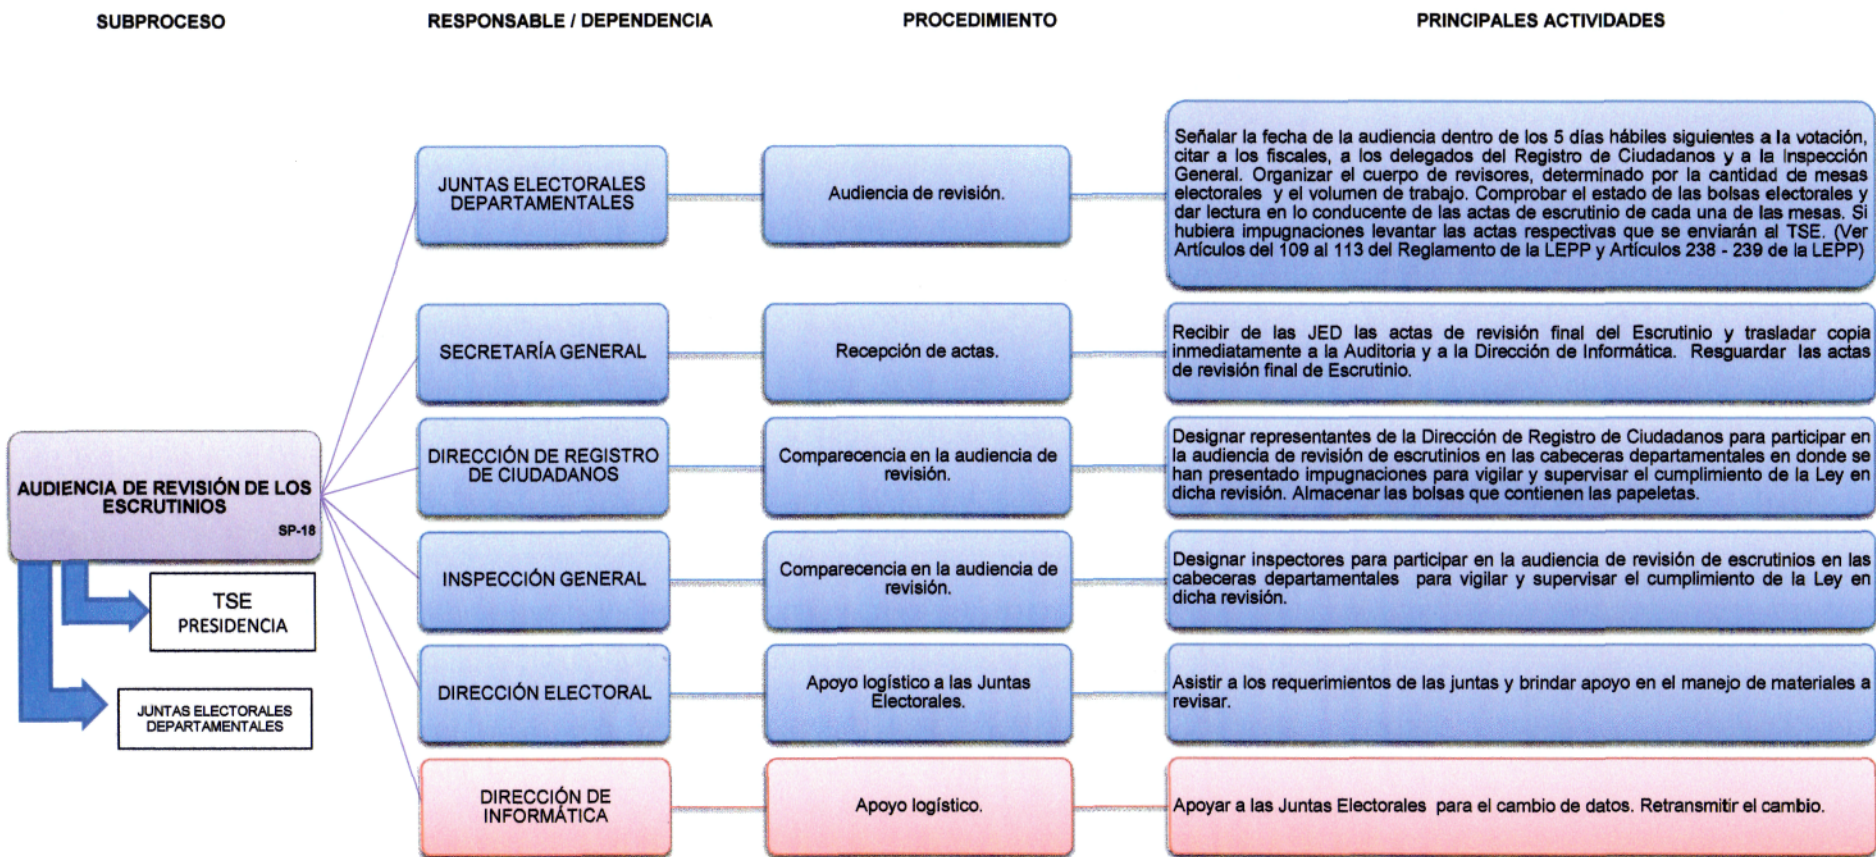 SUBPROCESO
RESPONSABLE / DEPENDENCIA
PROCEDIMIENTO
PRINCIPALES ACTIVIDADES
AUDIENCIA DE REVISIÓN DE LOS
ESCRUTINIOS
SP-18
TSE
PRESIDENCIA
JUNTAS ELECTORALES
DEPARTAMENTALES
JUNTAS ELECTORALES
DEPARTAMENTALES
Audiencia de revisión.
Señalar la fecha de la audiencia dentro de los 5 días hábiles siguientes a la votación,
citar a los fiscales, a los delegados del Registro de Ciudadanos y a la Inspección
General. Organizar el cuerpo de revisores, determinado por la cantidad de mesas
electorales y el volumen de trabajo. Comprobar el estado de las bolsas electorales y
dar lectura en lo conducente de las actas de escrutinio de cada una de las mesas. Si
hubiera impugnaciones levantar las actas respectivas que se enviarán al TSE. (Ver
Artículos del 109 al 113 del Reglamento de la LEPP y Artículos 238 - 239 de la LEPP)
SECRETARÍA GENERAL
Recepción de actas.
Recibir de las JED las actas de revisión final del Escrutinio y trasladar copia
inmediatamente a la Auditoria y a la Dirección de Informática. Resguardar las actas
de revisión final de Escrutinio.
DIRECCIÓN DE REGISTRO
DE CIUDADANOS
Comparecencia en la audiencia de
revisión.
Designar representantes de la Dirección de Registro de Ciudadanos para participar en
la audiencia de revisión de escrutinios en las cabeceras departamentales en donde se
han presentado impugnaciones para vigilar y supervisar el cumplimiento de la Ley en
dicha revisión. Almacenar las bolsas que contienen las papeletas.
INSPECCIÓN GENERAL
Comparecencia en la audiencia de
revisión.
Designar inspectores para participar en la audiencia de revisión de escrutinios en las
cabeceras departamentales para vigilar y supervisar el cumplimiento de la Ley en
dicha revisión.
DIRECCIÓN ELECTORAL
Apoyo logístico a las Juntas
Electorales.
Asistir a los requerimientos de las juntas y brindar apoyo en el manejo de materiales a
revisar.
DIRECCIÓN DE
INFORMÁTICA
Apoyo logístico.
Apoyar a las Juntas Electorales para el cambio de datos. Retransmitir el cambio.